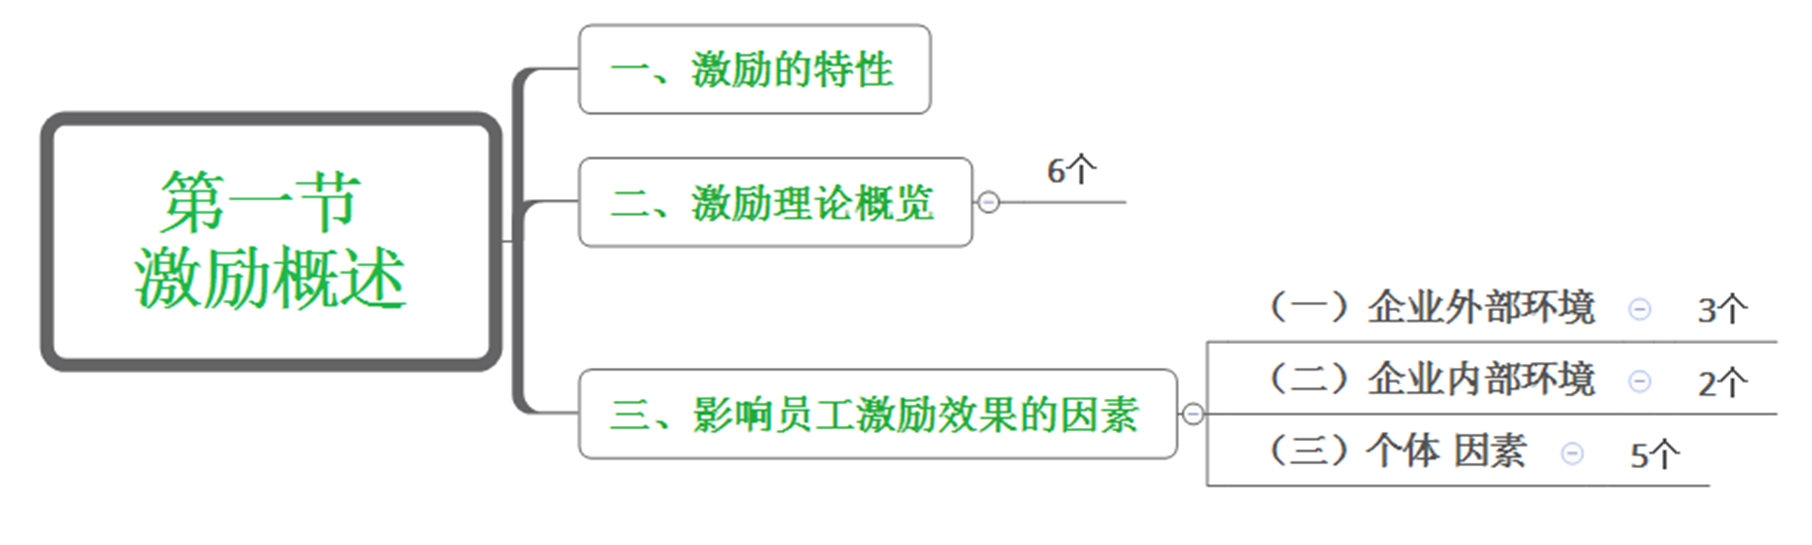 第一节
激励概述
一、激励的特性
二、激励理论概览
6个
三、影响员工激励效果的因素
（一）企业外部环境 3个
（二）企业内部环境 2个
（三）个体 因素 5个